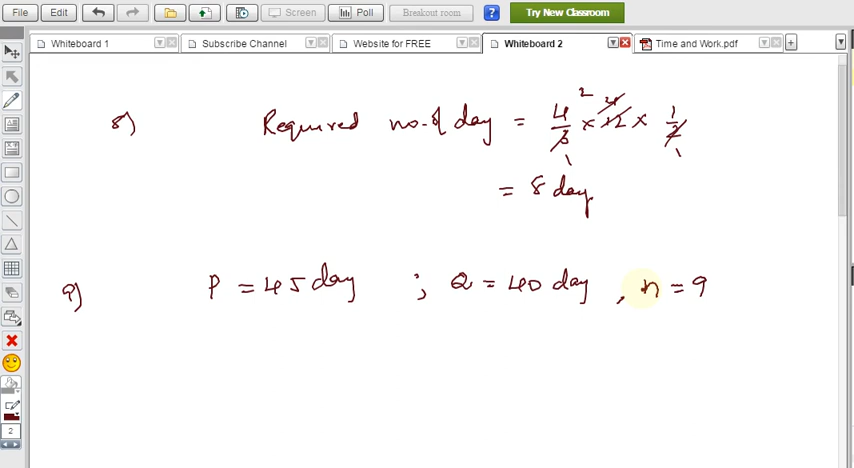 File Edit Screen Poll Breakout room ? Try New Classroom
Whiteboard 1 Subscribe Channel Website for FREE Whiteboard 2 Time and Work.pdf +
8) Required no. of day = 4/3 × 12 × 1/2
= 8 day
9) P = 45 day ; Q = 40 day , n = 9
2